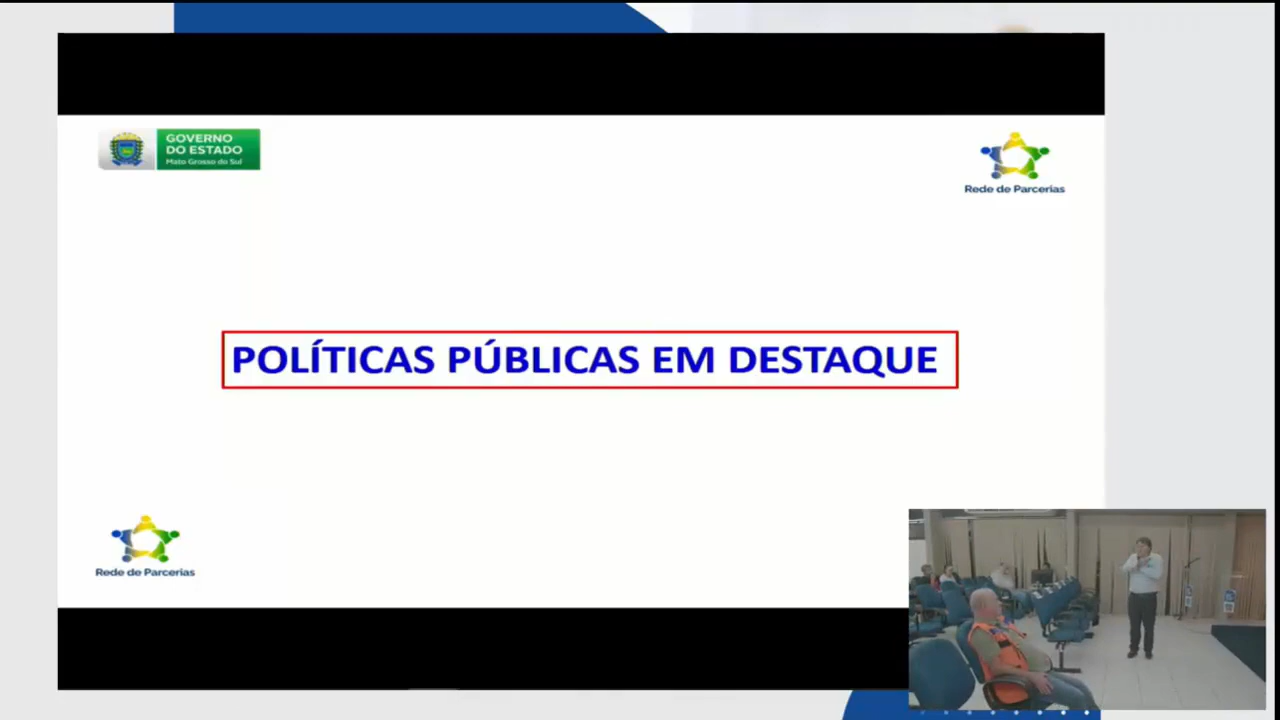 GOVERNO
DO ESTADO
Mato Grosso do Sul
Rede de Parcerias
POLÍTICAS PÚBLICAS EM DESTAQUE
Rede de Parcerias